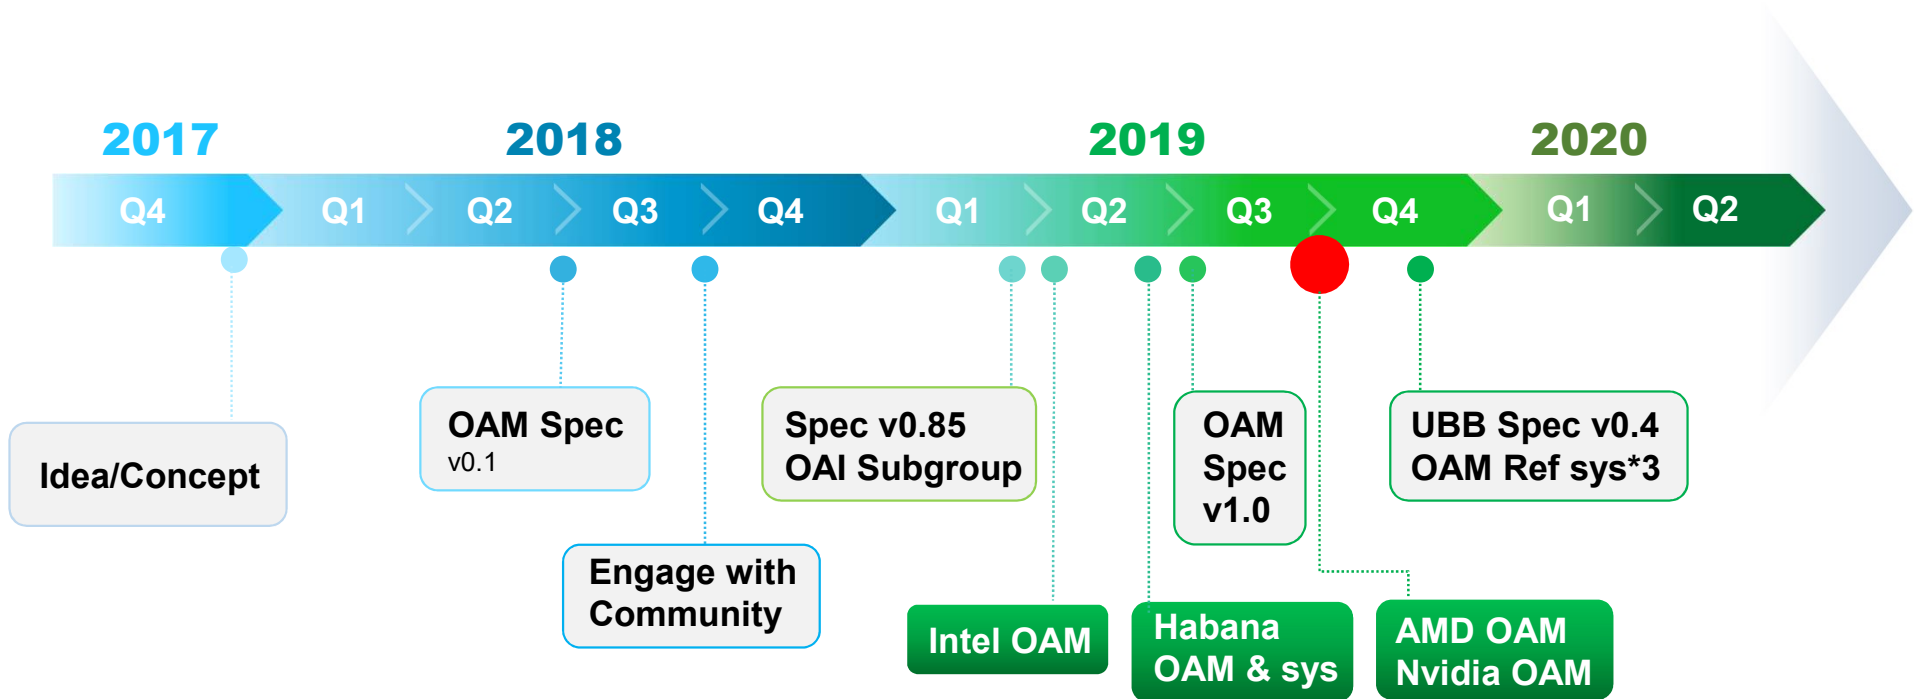 2017
2018
2019
2020
Q4
Q1
Q2
Q3
Q4
Q1
Q2
Q3
Q4
Q1
Q2
Idea/Concept
OAM Spec
v0.1
Engage with
Community
Spec v0.85
OAI Subgroup
Intel OAM
Habana
OAM & sys
OAM
Spec
v1.0
AMD OAM
Nvidia OAM
UBB Spec v0.4
OAM Ref sys*3